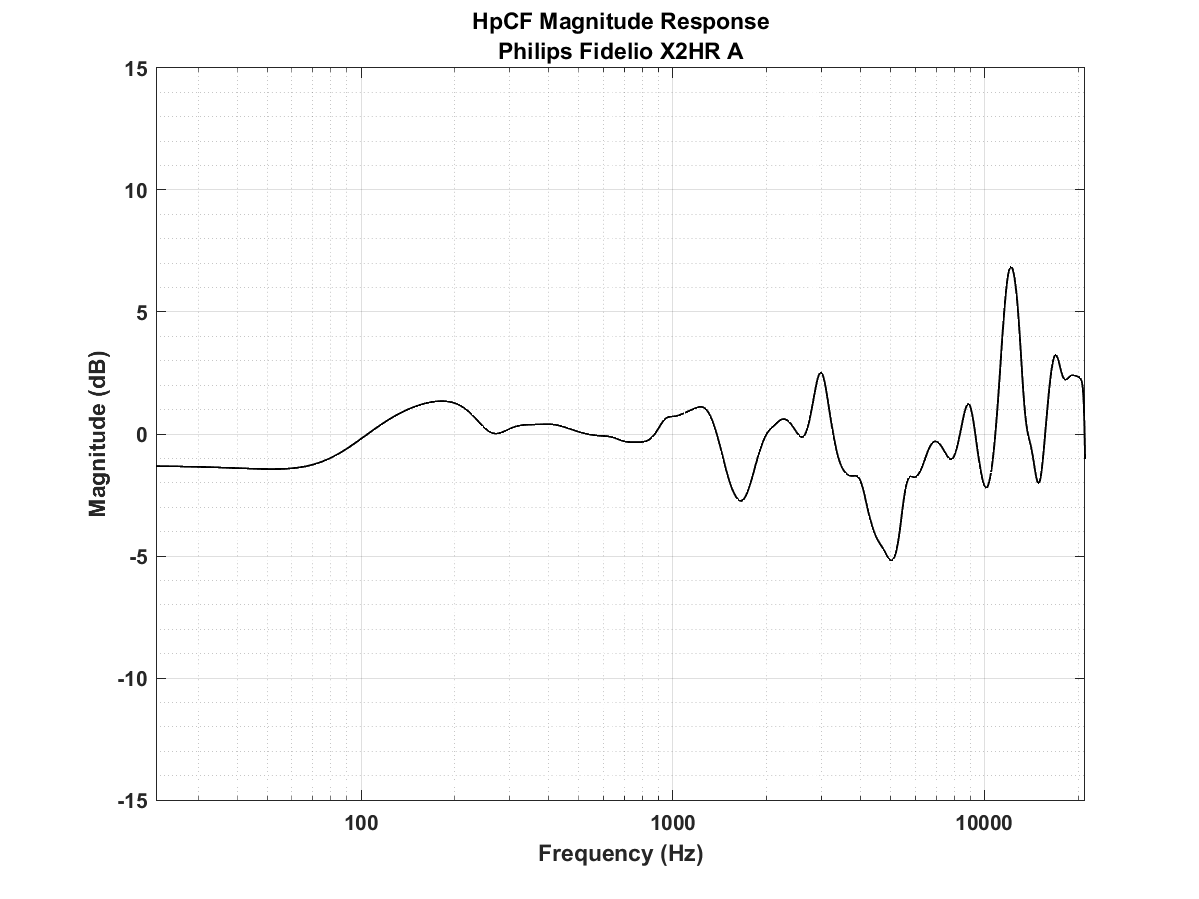 HpCF Magnitude Response
Philips Fidelio X2HR A
15
10
5
0
-5
-10
-15
Magnitude (dB)
100 1000 10000
Frequency (Hz)